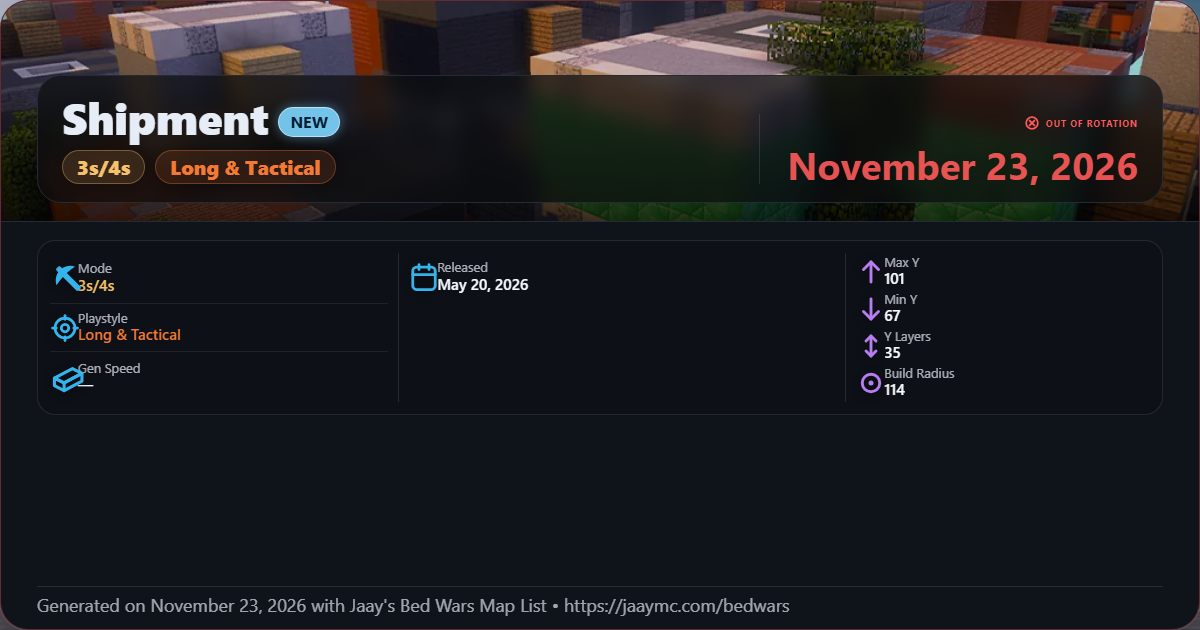 Shipment NEW
3s/4s Long & Tactical
OUT OF ROTATION
November 23, 2026
Mode
3s/4s
Playstyle
Long & Tactical
Gen Speed
—
Released
May 20, 2026
Max Y
101
Min Y
67
Y Layers
35
Build Radius
114
Generated on November 23, 2026 with Jaay's Bed Wars Map List • https://jaaymc.com/bedwars